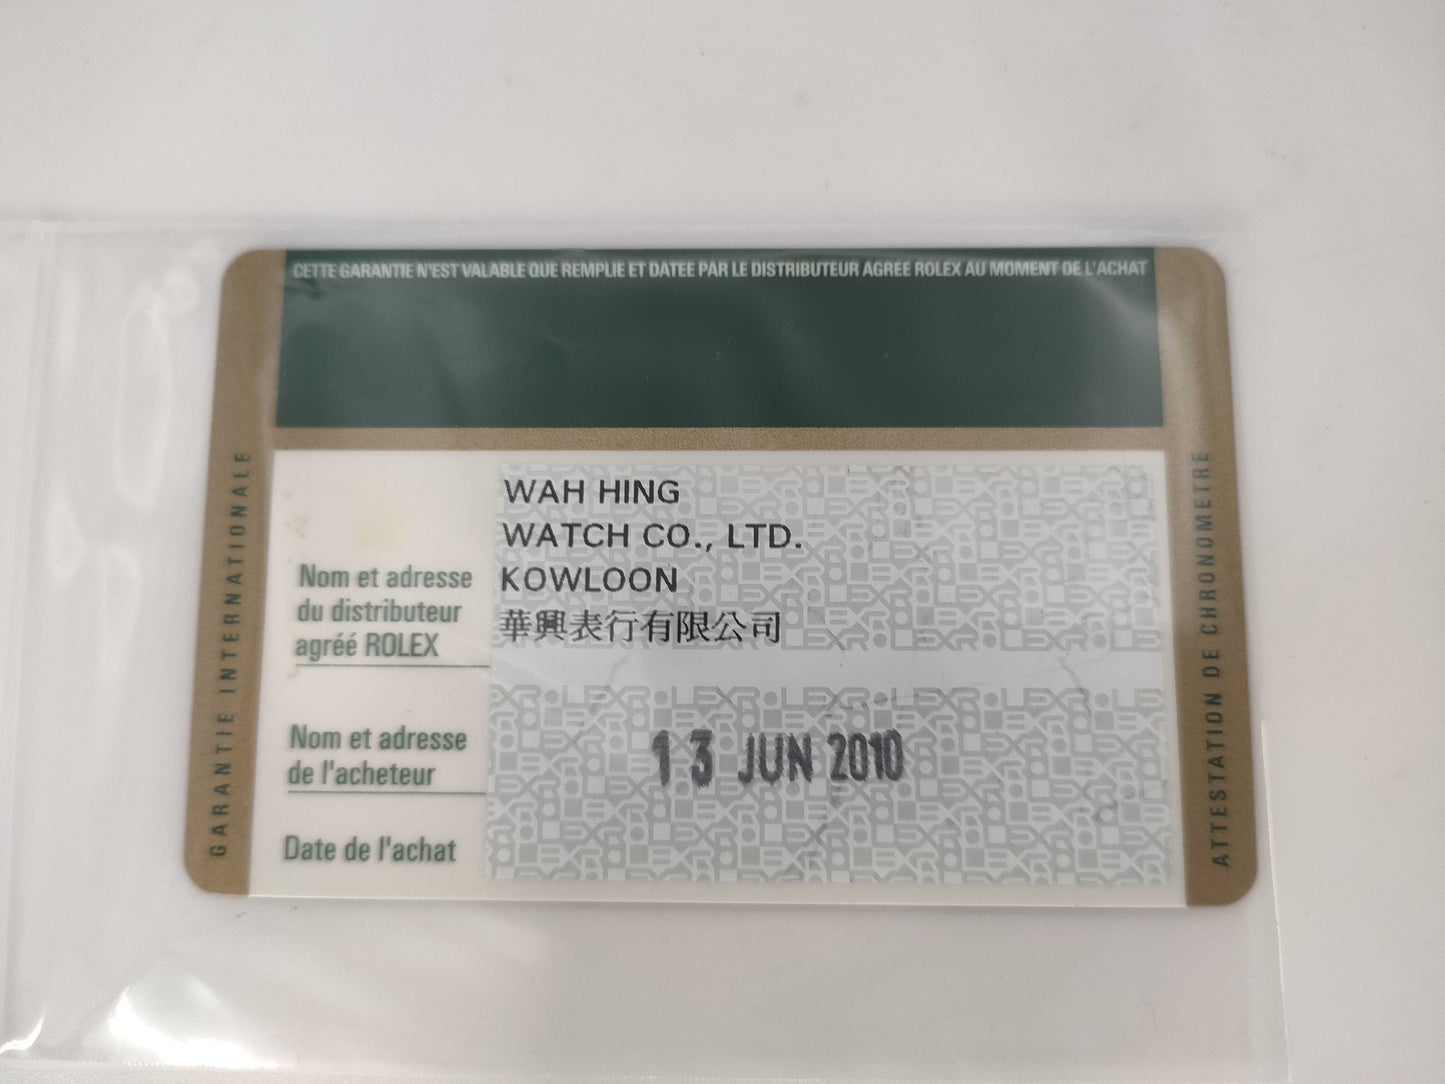 CETTE GARANTIE N'EST VALABLE QUE REMPLIE ET DATEE PAR LE DISTRIBUTEUR AGREE ROLEX AU MOMENT DE L'ACHAT
GARANTIE INTERNATIONALE
Nom et adresse
du distributeur
agréé ROLEX
WAH HING
WATCH CO., LTD.
KOWLOON
華興表行有限公司
Nom et adresse
de l'acheteur
13 JUN 2010
Date de l'achat
ATTESTATION DE CHRONOMETRE